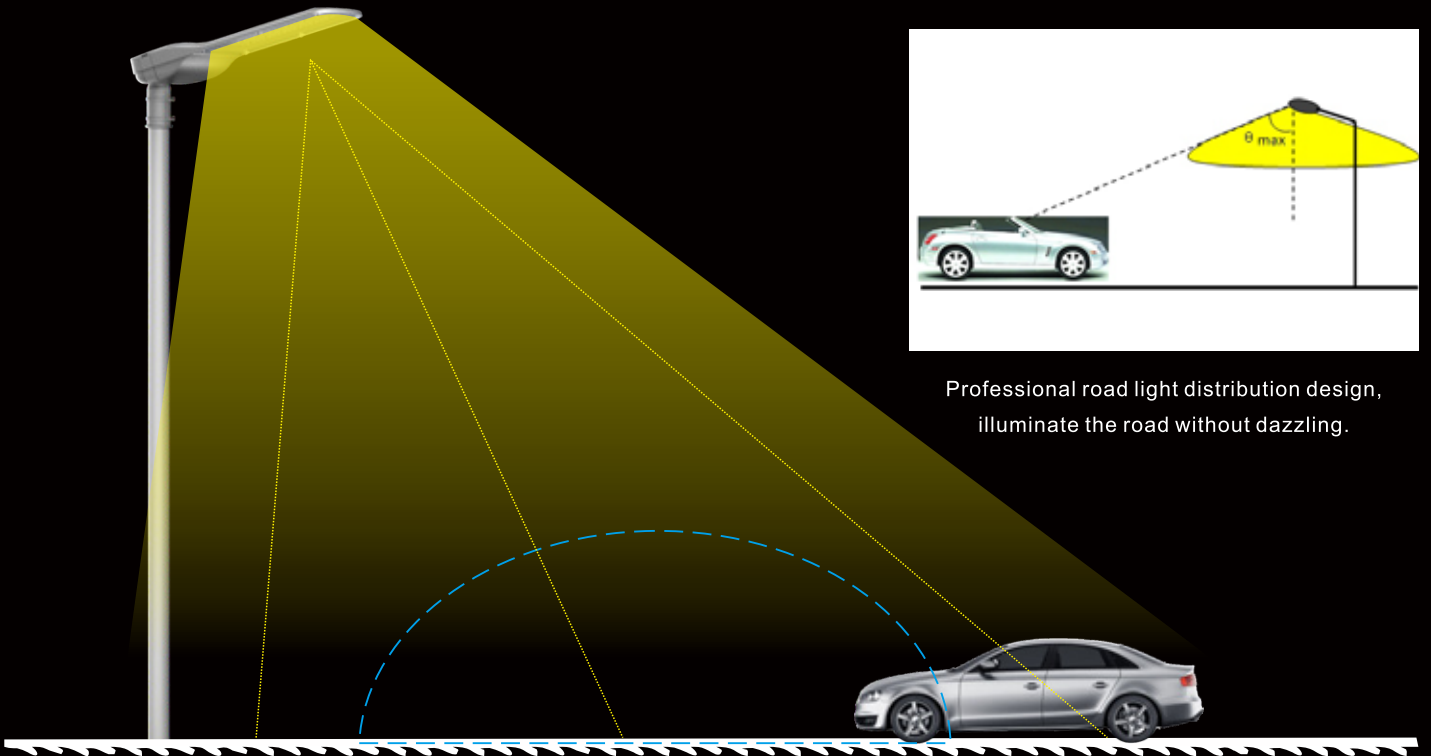 θ max
Professional road light distribution design,
illuminate the road without dazzling.